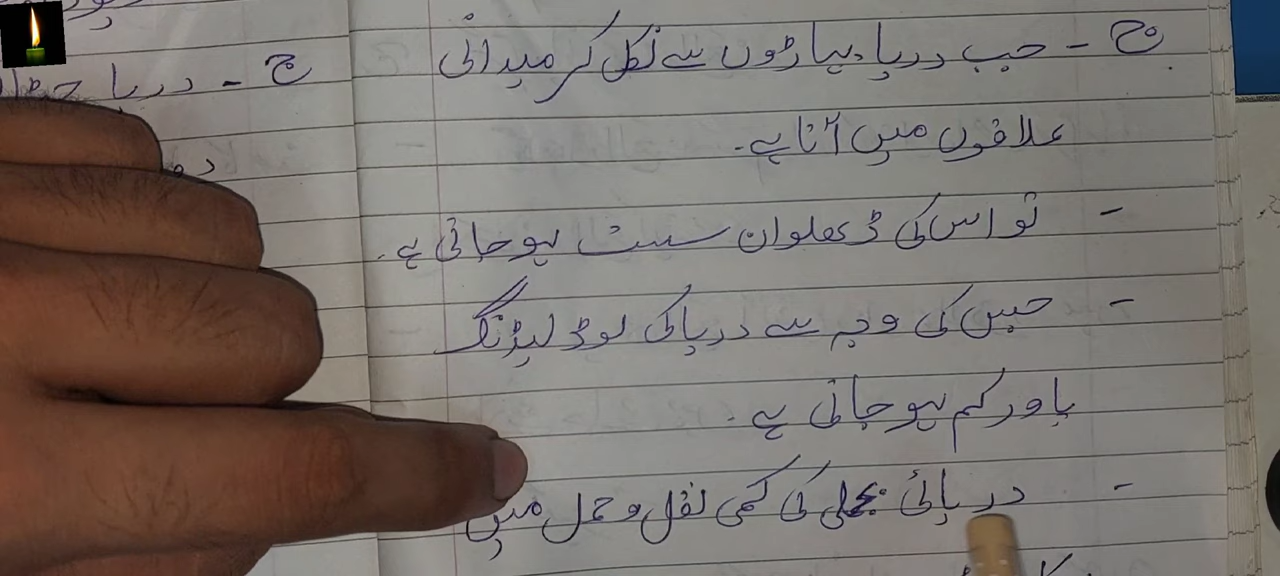 ج - جب دریا پہاڑوں سے نکل کر میدانی
علاقوں میں آتا ہے۔
- تو اس کی ڈھلوان سست ہو جاتی ہے۔
- جس کی وجہ سے دریا کی لوڈ لیڈنگ
پاور کم ہو جاتی ہے۔
- دریائی بجلی کی کمی نقل و حمل میں
ج - دریا